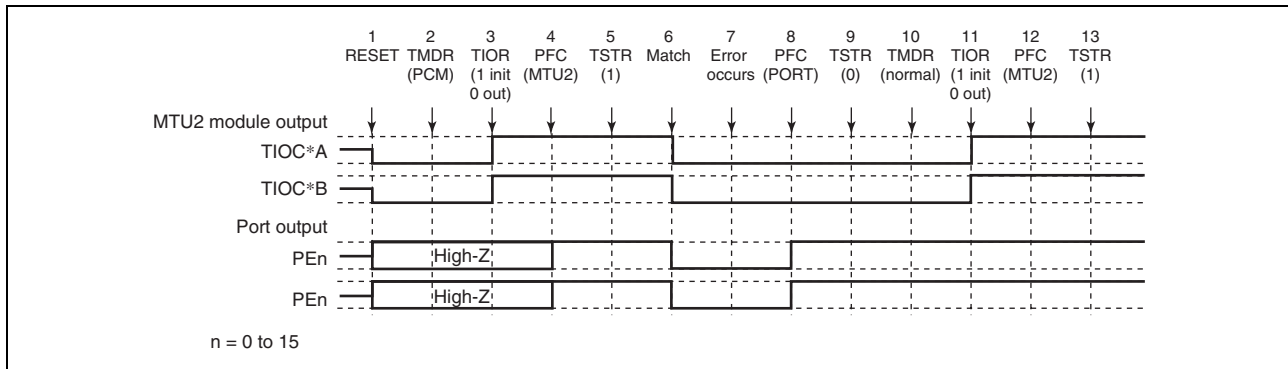 1 2 3 4 5 6 7 8 9 10 11 12 13
RESET TMDR TIOR PFC TSTR Match Error PFC TSTR TMDR TIOR PFC TSTR
(PCM) (1 init (MTU2) (1) occurs (PORT) (0) (normal) (1 init (MTU2) (1)
0 out) 0 out)
MTU2 module output
TIOC*A
TIOC*B
Port output
PEn High-Z
PEn High-Z
n = 0 to 15